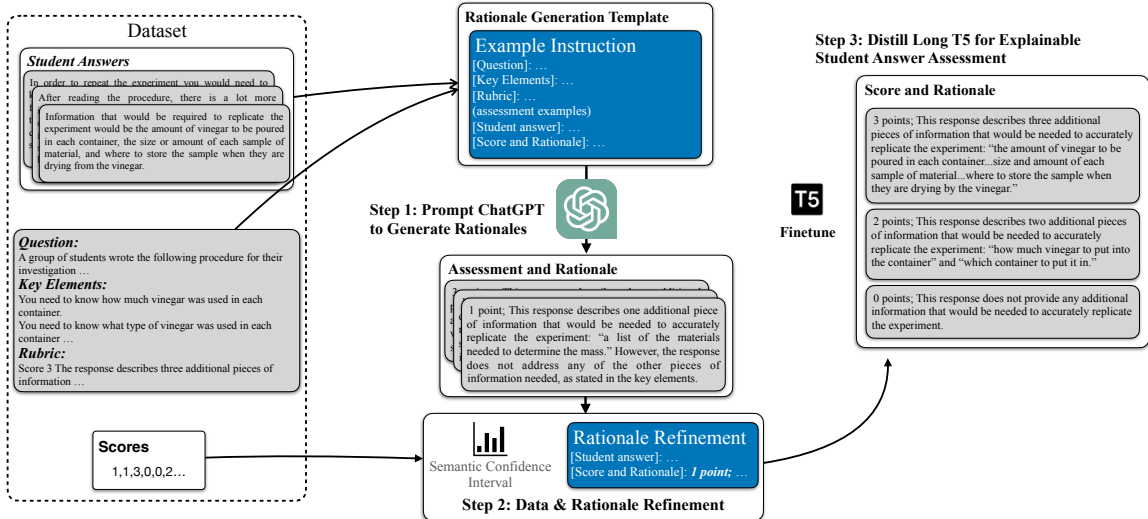 Dataset
Student Answers
In order to repeat the experiment you would need to
After reading the procedure, there is a lot more
Information that would be required to replicate the
experiment would be the amount of vinegar to be poured
in each container, the size or amount of each sample of
material, and where to store the sample when they are
drying from the vinegar.
Question:
A group of students wrote the following procedure for their
investigation …
Key Elements:
You need to know how much vinegar was used in each
container.
You need to know what type of vinegar was used in each
container …
Rubric:
Score 3 The response describes three additional pieces of
information …
Scores
1,1,3,0,0,2…
Rationale Generation Template
Example Instruction
[Question]: …
[Key Elements]: …
[Rubric]: …
(assessment examples)
[Student answer]: …
[Score and Rationale]: …
Step 1: Prompt ChatGPT
to Generate Rationales
Assessment and Rationale
1 point; This response describes one additional piece
of information that would be needed to accurately
replicate the experiment: “a list of the materials
needed to determine the mass.” However, the response
does not address any of the other pieces of
information needed, as stated in the key elements.
Semantic Confidence
Interval
Rationale Refinement
[Student answer]: …
[Score and Rationale]: 1 point; …
Step 2: Data & Rationale Refinement
Step 3: Distill Long T5 for Explainable
Student Answer Assessment
T5
Finetune
Score and Rationale
3 points; This response describes three additional
pieces of information that would be needed to accurately
replicate the experiment: “the amount of vinegar to be
poured in each container...size and amount of each
sample of material...where to store the sample when
they are drying by the vinegar.”
2 points; This response describes two additional pieces
of information that would be needed to accurately
replicate the experiment: “how much vinegar to put into
the container” and “which container to put it in.”
0 points; This response does not provide any additional
information that would be needed to accurately replicate
the experiment.